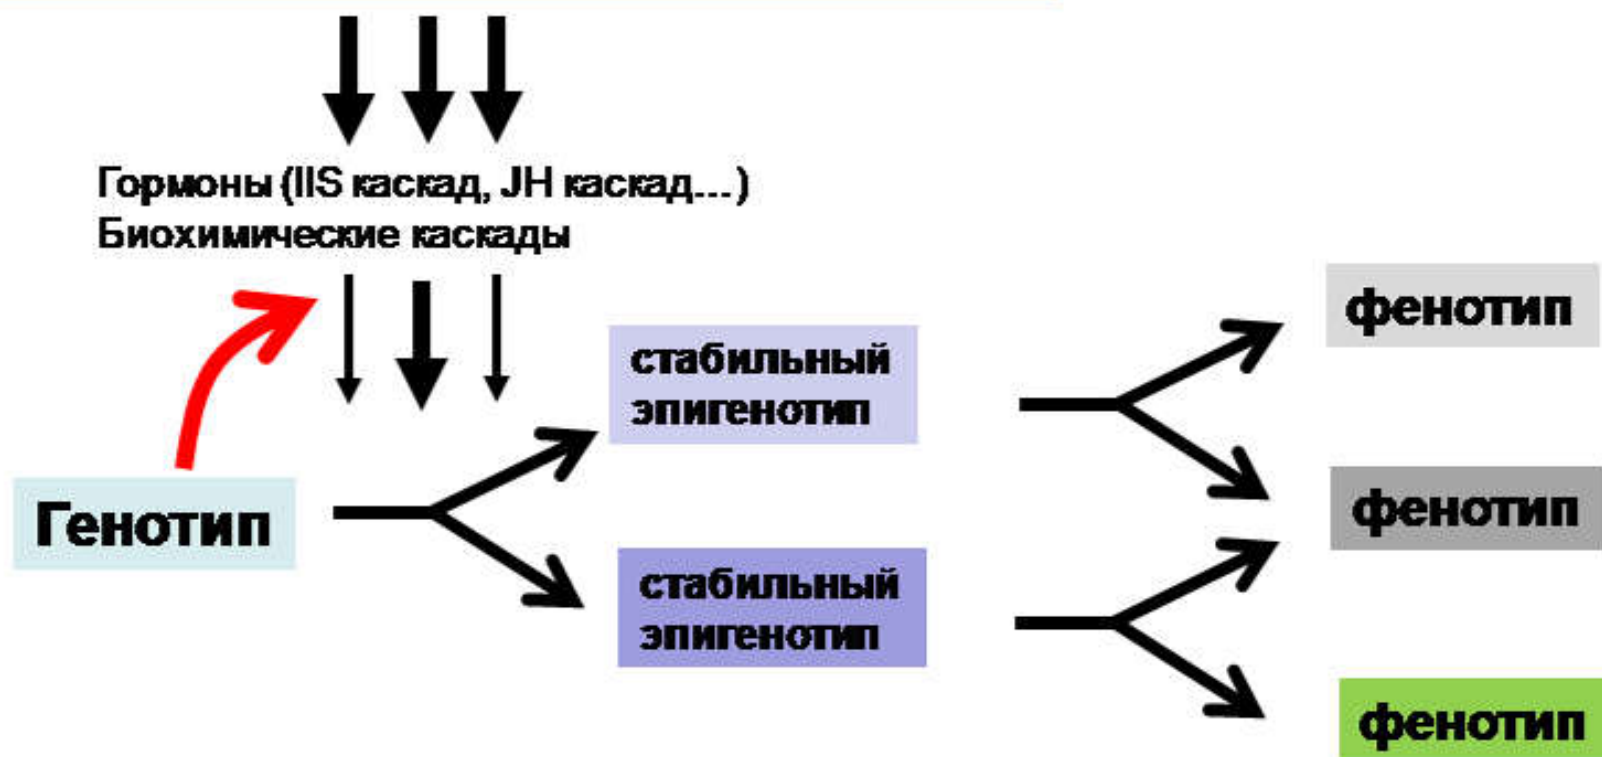 Гормоны (IIS каскад, JH каскад...)
Биохимические каскады
фенотип
стабильный
эпигенотип
Генотип
фенотип
стабильный
эпигенотип
фенотип